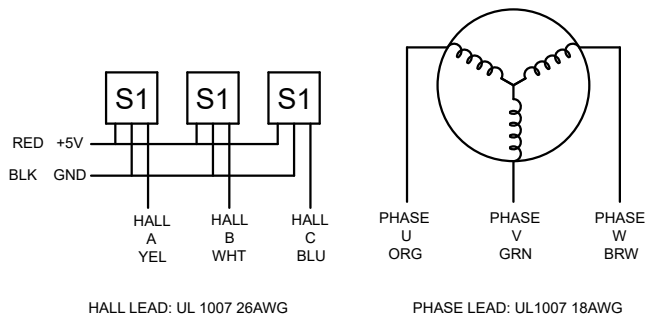 S1 S1 S1
RED +5V
BLK GND
HALL
A
YEL
HALL
B
WHT
HALL
C
BLU
PHASE
U
ORG
PHASE
V
GRN
PHASE
W
BRW
HALL LEAD: UL 1007 26AWG
PHASE LEAD: UL1007 18AWG